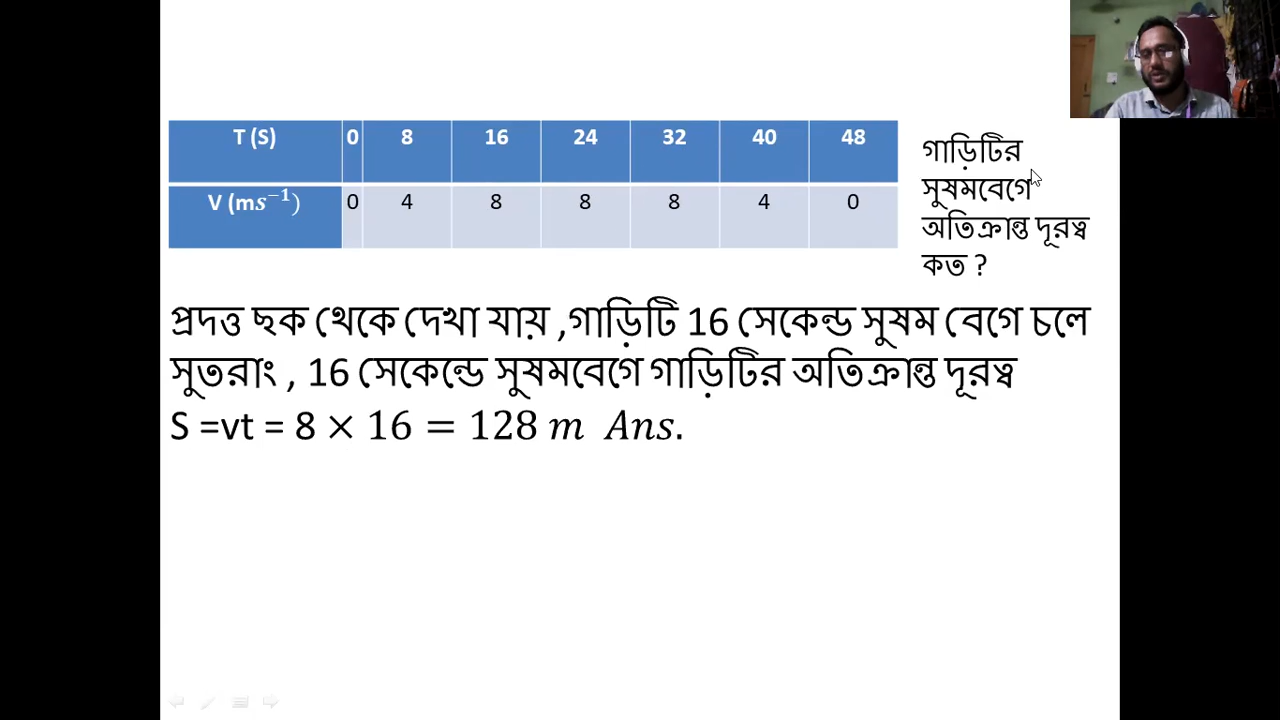 T (S) 0 8 16 24 32 40 48
V (m𝑠⁻¹) 0 4 8 8 8 4 0
গাড়িটির
সুষমবেগে
অতিক্রান্ত দূরত্ব
কত ?
প্রদত্ত ছক থেকে দেখা যায় ,গাড়িটি 16 সেকেন্ড সুষম বেগে চলে
সুতরাং , 16 সেকেন্ডে সুষমবেগে গাড়িটির অতিক্রান্ত দূরত্ব
S =vt = 8 × 16 = 128 𝑚 𝐴𝑛𝑠.